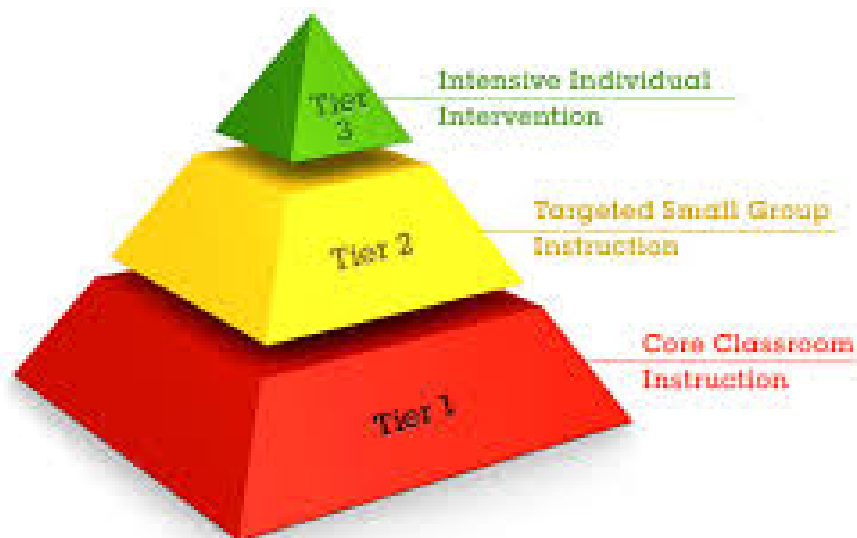 Tier
3
Intensive Individual
Intervention
Tier 2
Targeted Small Group
Instruction
Tier 1
Core Classroom
Instruction